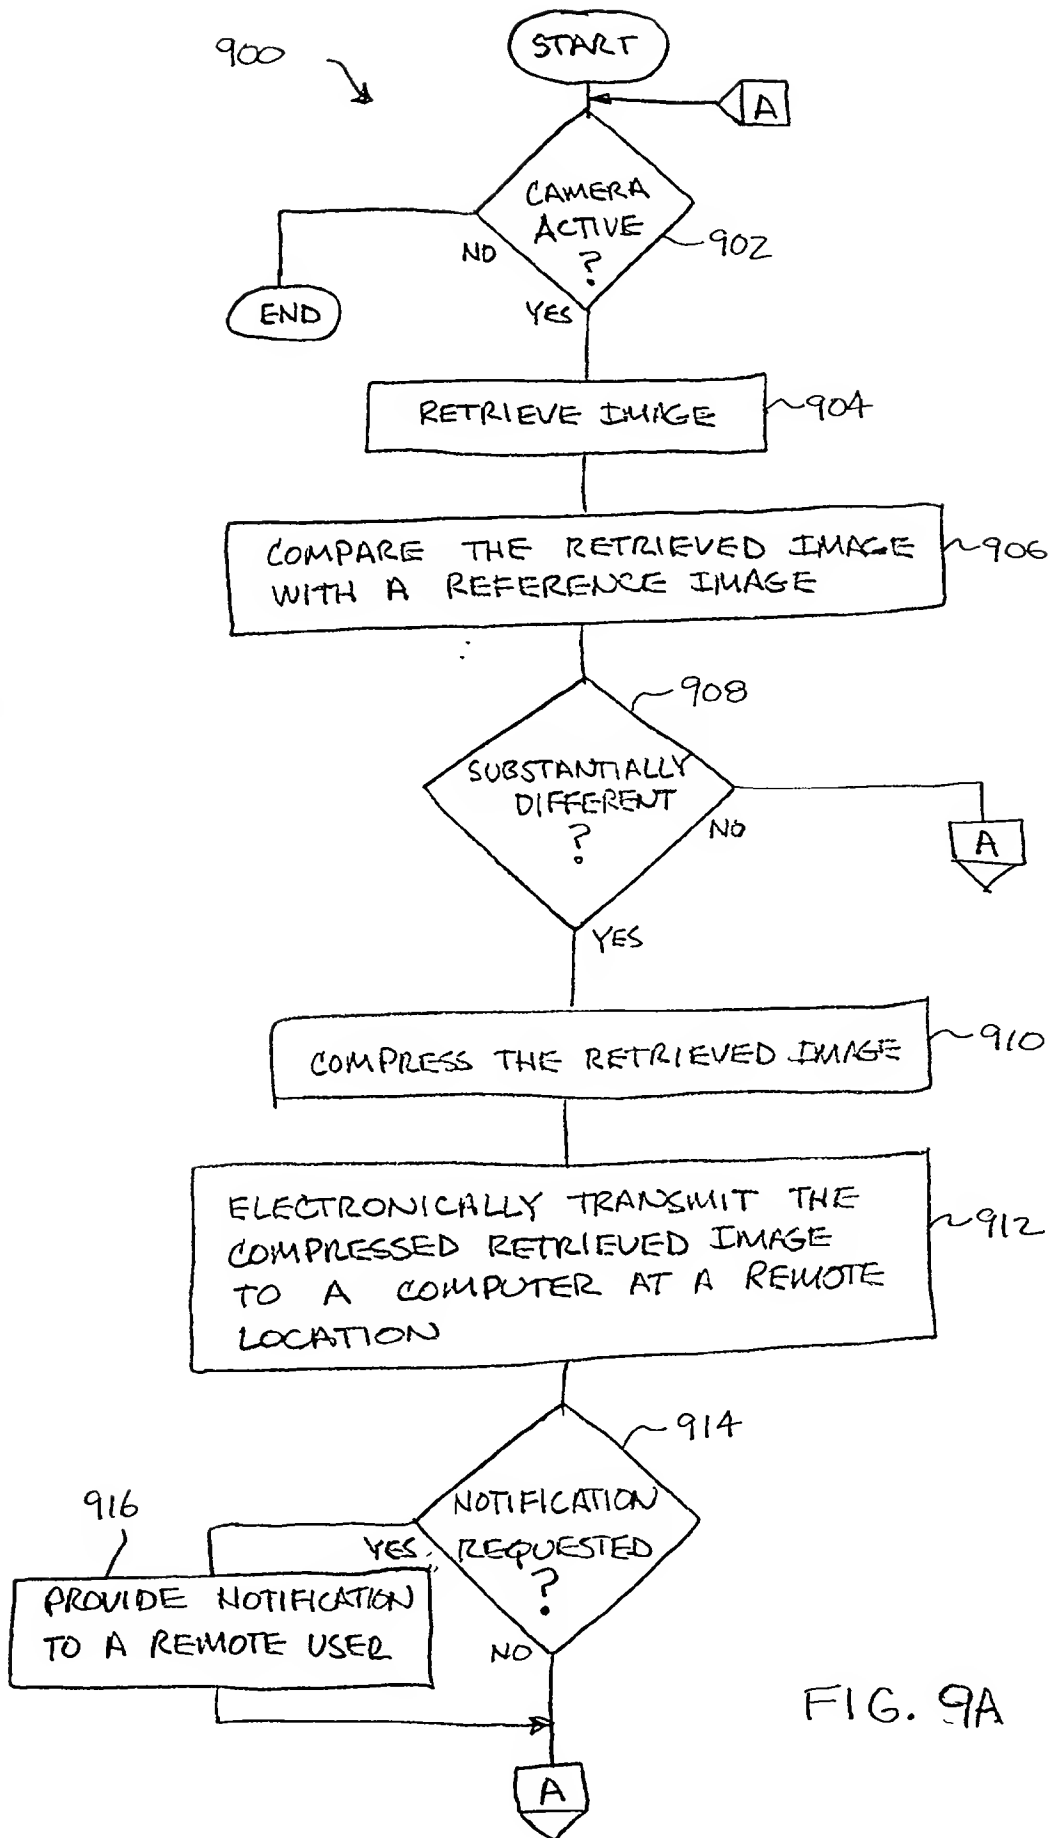 900
START
A
CAMERA
ACTIVE
?
902
NO
END
YES
RETRIEVE IMAGE
904
COMPARE THE RETRIEVED IMAGE
WITH A REFERENCE IMAGE
906
908
SUBSTANTIALLY
DIFFERENT
?
NO
A
YES
COMPRESS THE RETRIEVED IMAGE
910
ELECTRONICALLY TRANSMIT THE
COMPRESSED RETRIEVED IMAGE
TO A COMPUTER AT A REMOTE
LOCATION
912
914
NOTIFICATION
REQUESTED
?
YES
916
PROVIDE NOTIFICATION
TO A REMOTE USER
NO
A
FIG. 9A